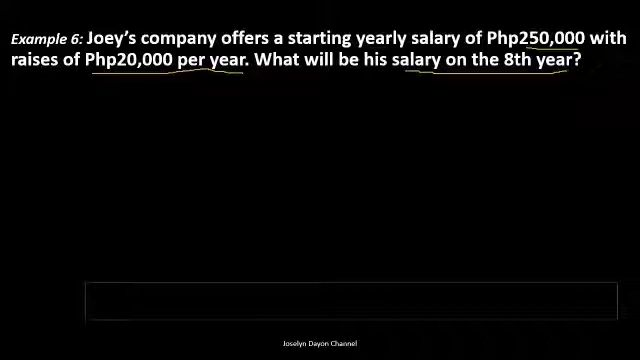 Example 6: Joey's company offers a starting yearly salary of Php250,000 with
raises of Php20,000 per year. What will be his salary on the 8th year?
Joselyn Dayon Channel